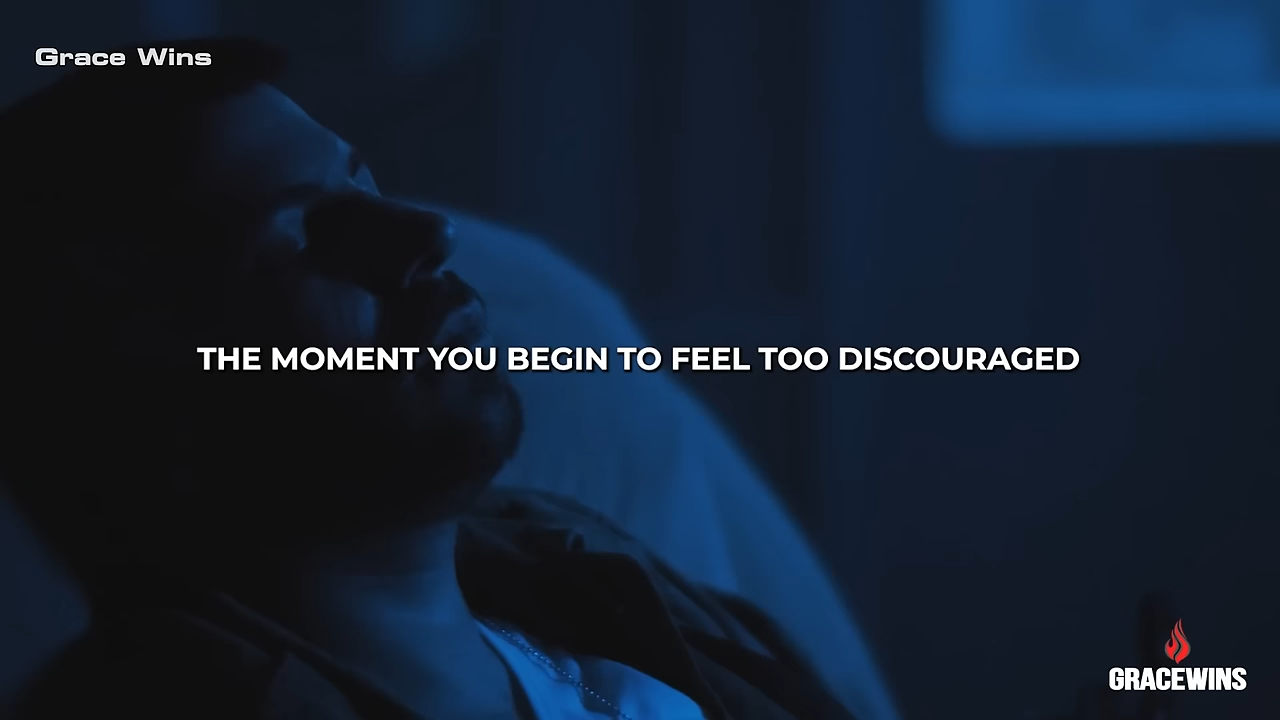 Grace Wins
THE MOMENT YOU BEGIN TO FEEL TOO DISCOURAGED
GRACEWINS